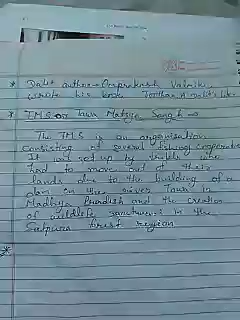 * Dalit author - Omprakash Valmiki
wrote his book Joothan A Dalit's life
* TMS or Tawa Matsya Sangh →
The TMS is an organisation
consisting of several fishing cooperative
It was set up by people who
had to move out of their
lands due to the building of a
dam on the river Tawa in
Madhya Pradesh and the creation
of wildlife sanctuaries in the
Satpura forest region
*